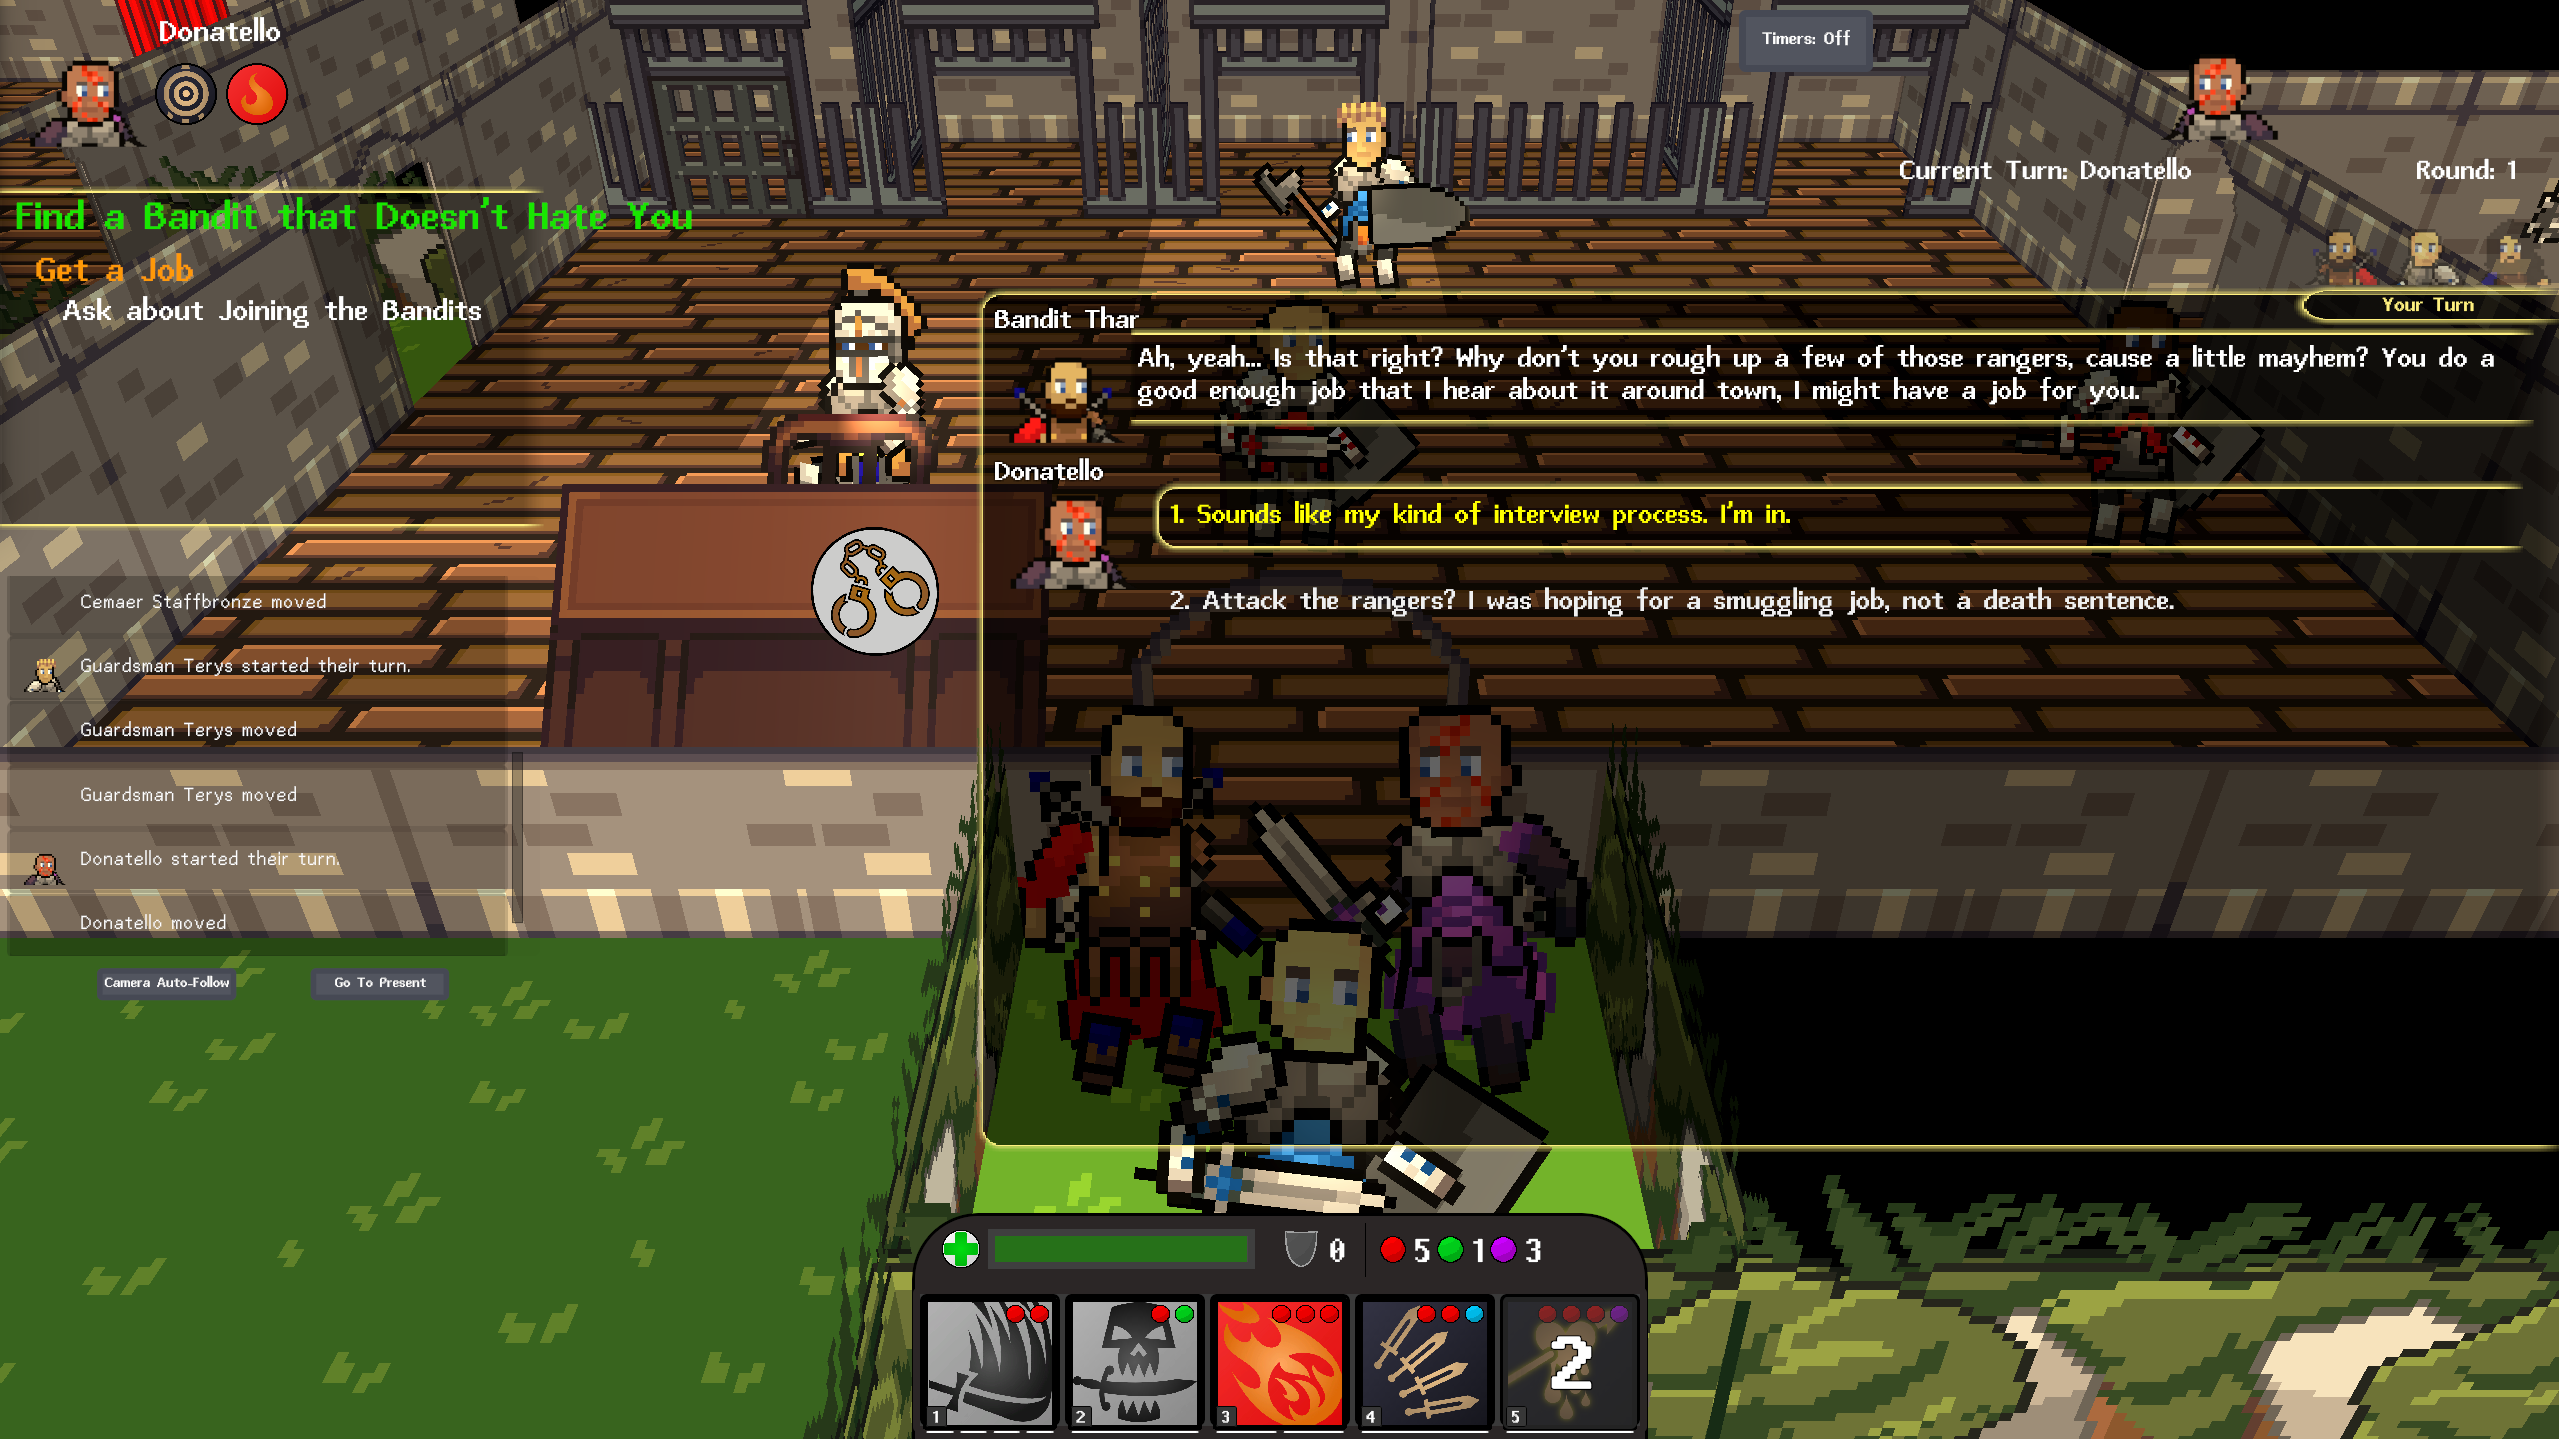 Donatello
Timers: Off
Current Turn: Donatello
Round: 1
Find a Bandit that Doesn't Hate You
Get a Job
Ask about Joining the Bandits
Your Turn
Bandit Thar
Ah, yeah... Is that right? Why don't you rough up a few of those rangers, cause a little mayhem? You do a
good enough job that I hear about it around town, I might have a job for you.
Donatello
1. Sounds like my kind of interview process. I'm in.
2. Attack the rangers? I was hoping for a smuggling job, not a death sentence.
Cemaer Staffbronze moved
Guardsman Terys started their turn.
Guardsman Terys moved
Guardsman Terys moved
Donatello started their turn.
Donatello moved
Camera Auto-Follow
Go To Present
0
5
1
3
2
1
2
3
4
5